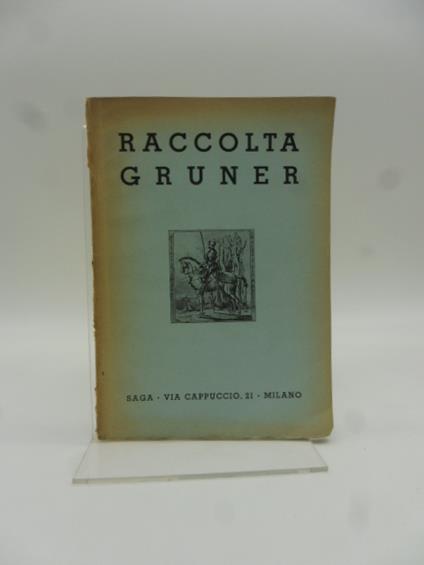 RACCOLTA
GRUNER
SAGA · VIA CAPPUCCIO, 21 · MILANO